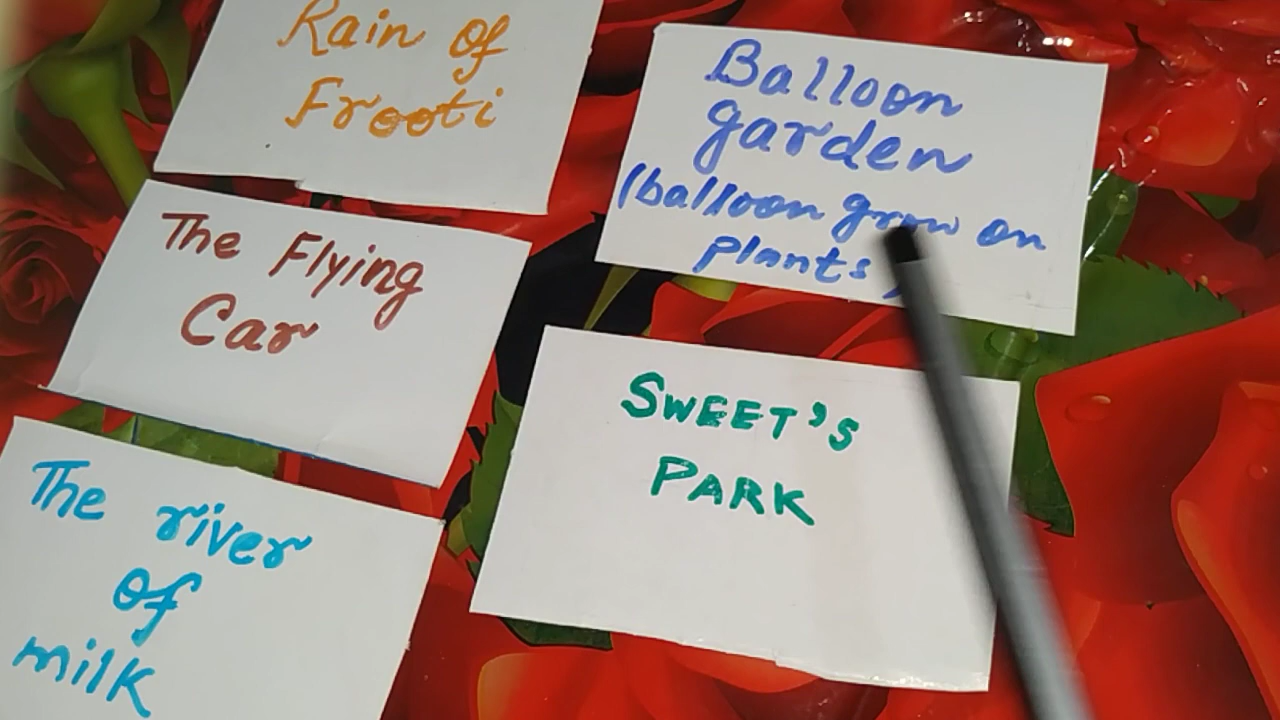 Rain of
Frooti
Balloon
garden
(balloon grow on
plants)
The Flying
Car
SWEET'S
PARK
The river
of
milk